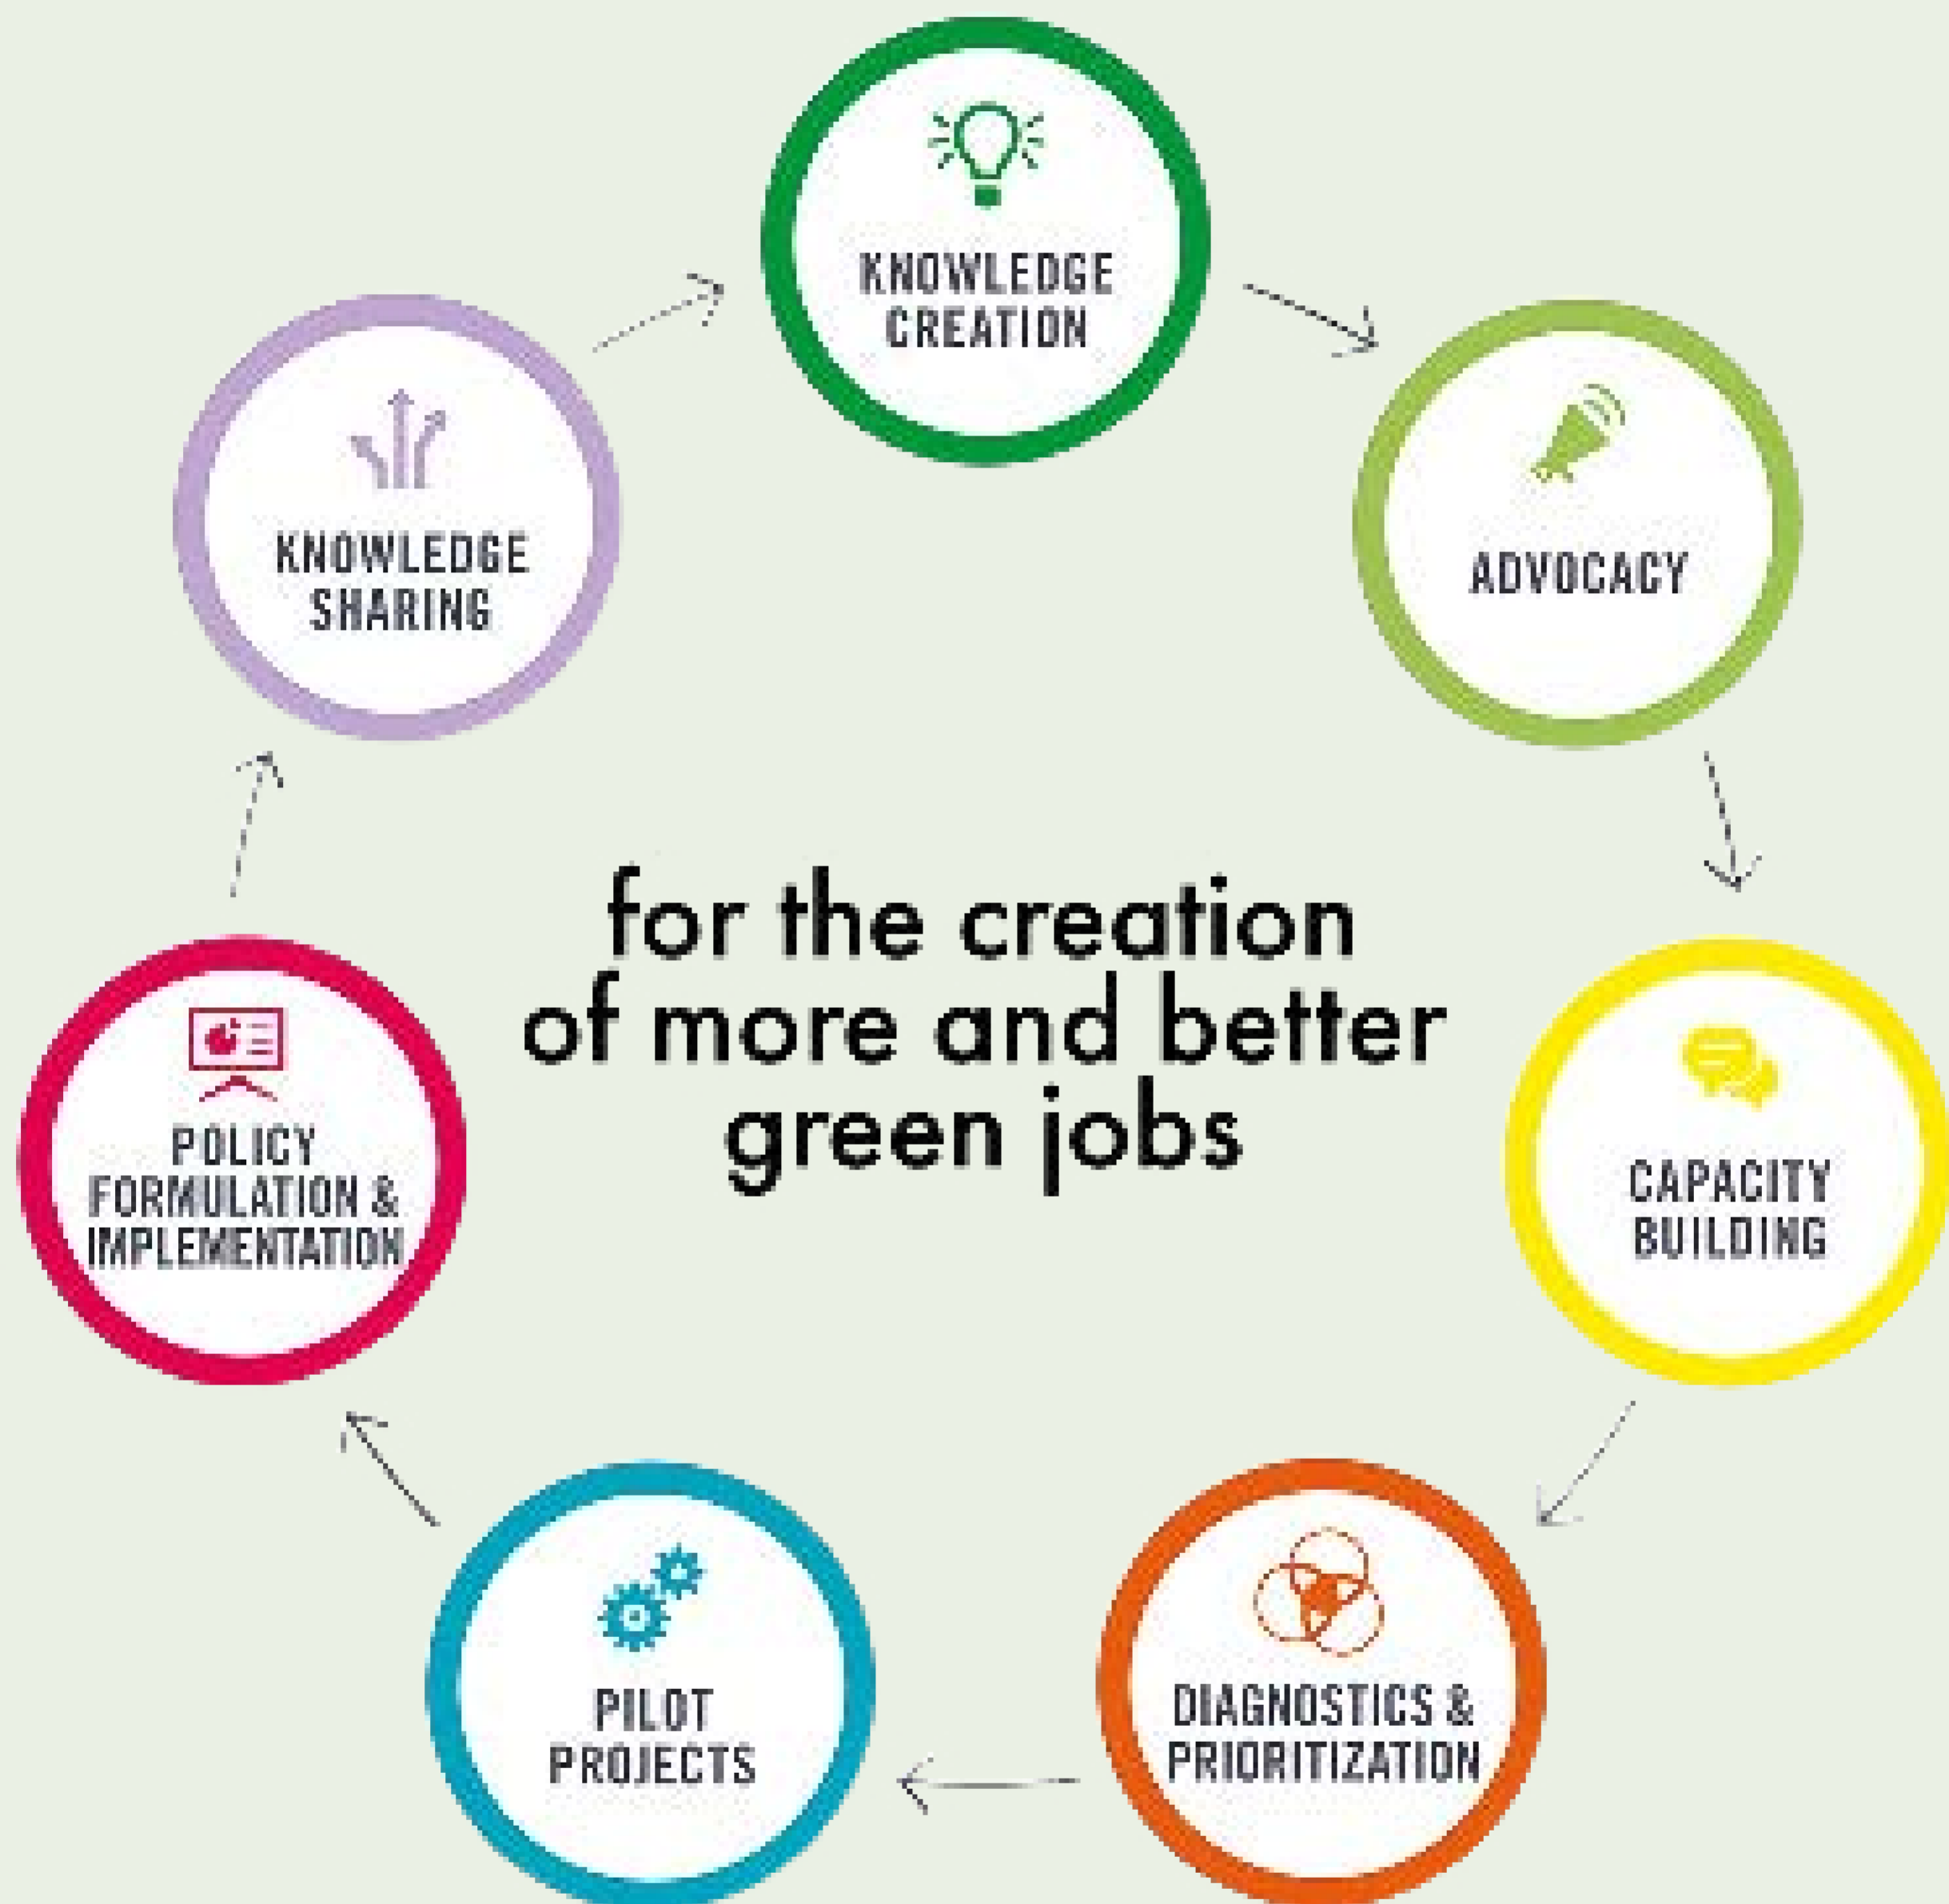 KNOWLEDGE
CREATION
ADVOCACY
CAPACITY
BUILDING
DIAGNOSTICS &
PRIORITIZATION
PILOT
PROJECTS
POLICY
FORMULATION &
IMPLEMENTATION
KNOWLEDGE
SHARING
for the creation
of more and better
green jobs